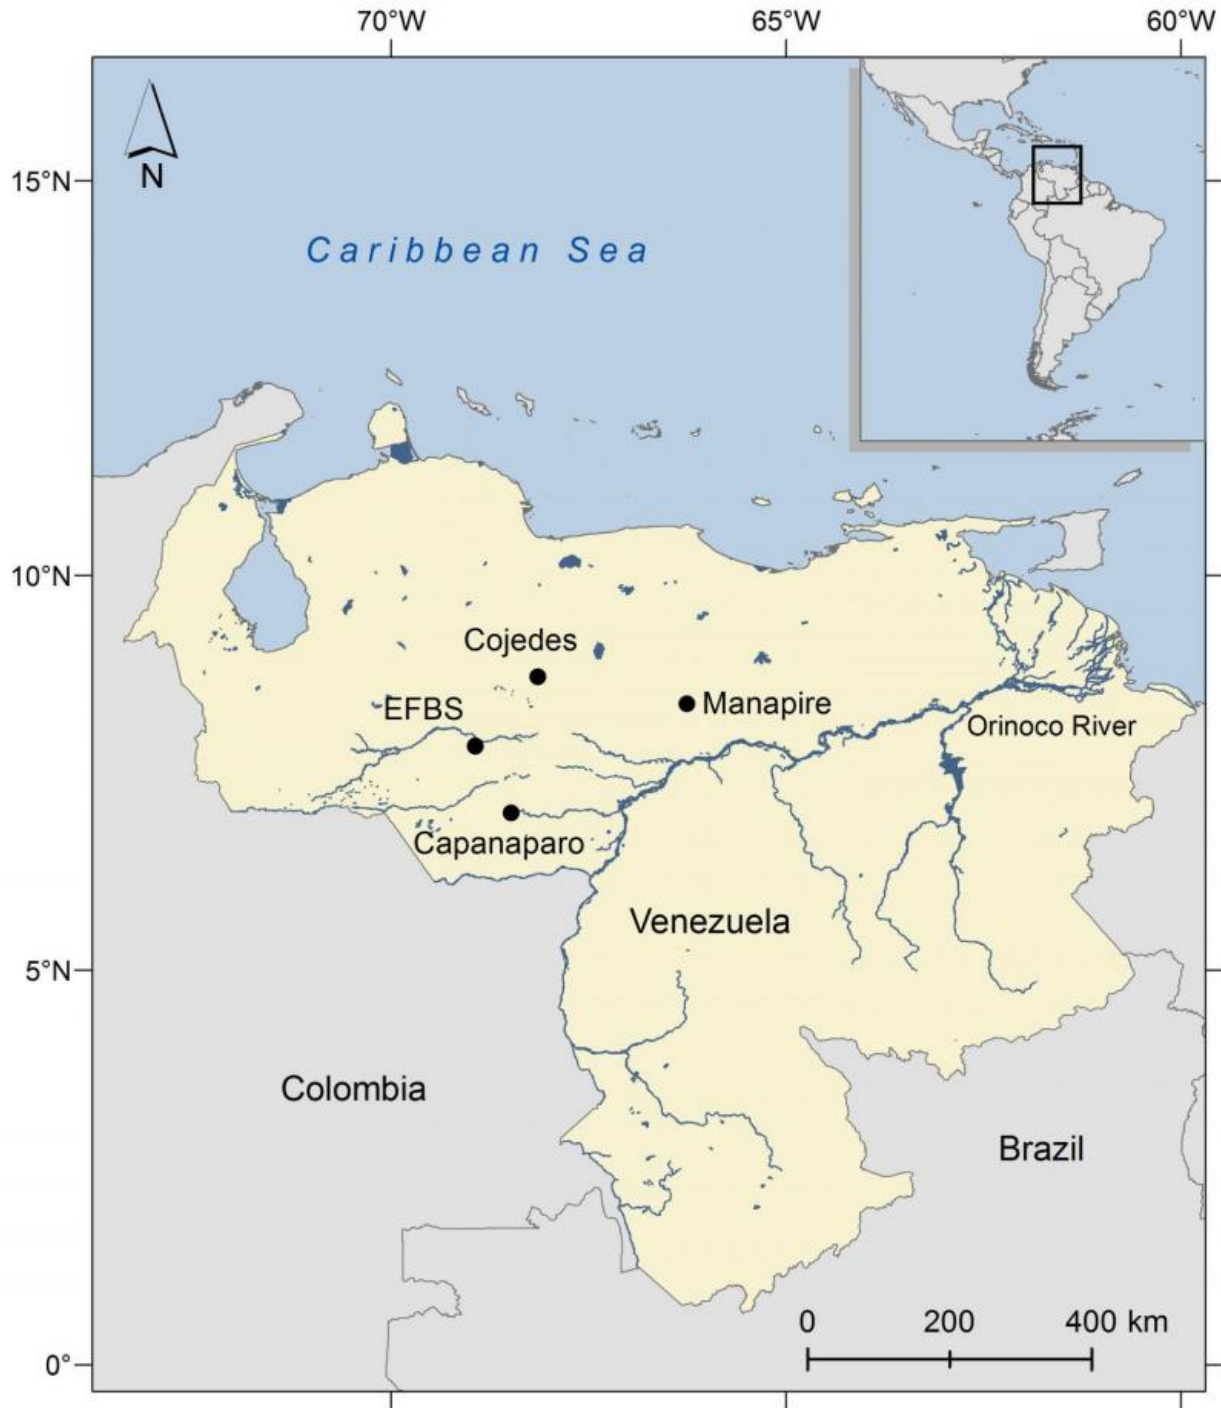 70°W 65°W 60°W
N
15°N
Caribbean Sea
10°N
Cojedes
EFBS
Manapire
Orinoco River
Capanaparo
Venezuela
5°N
Colombia
Brazil
0 200 400 km
0°